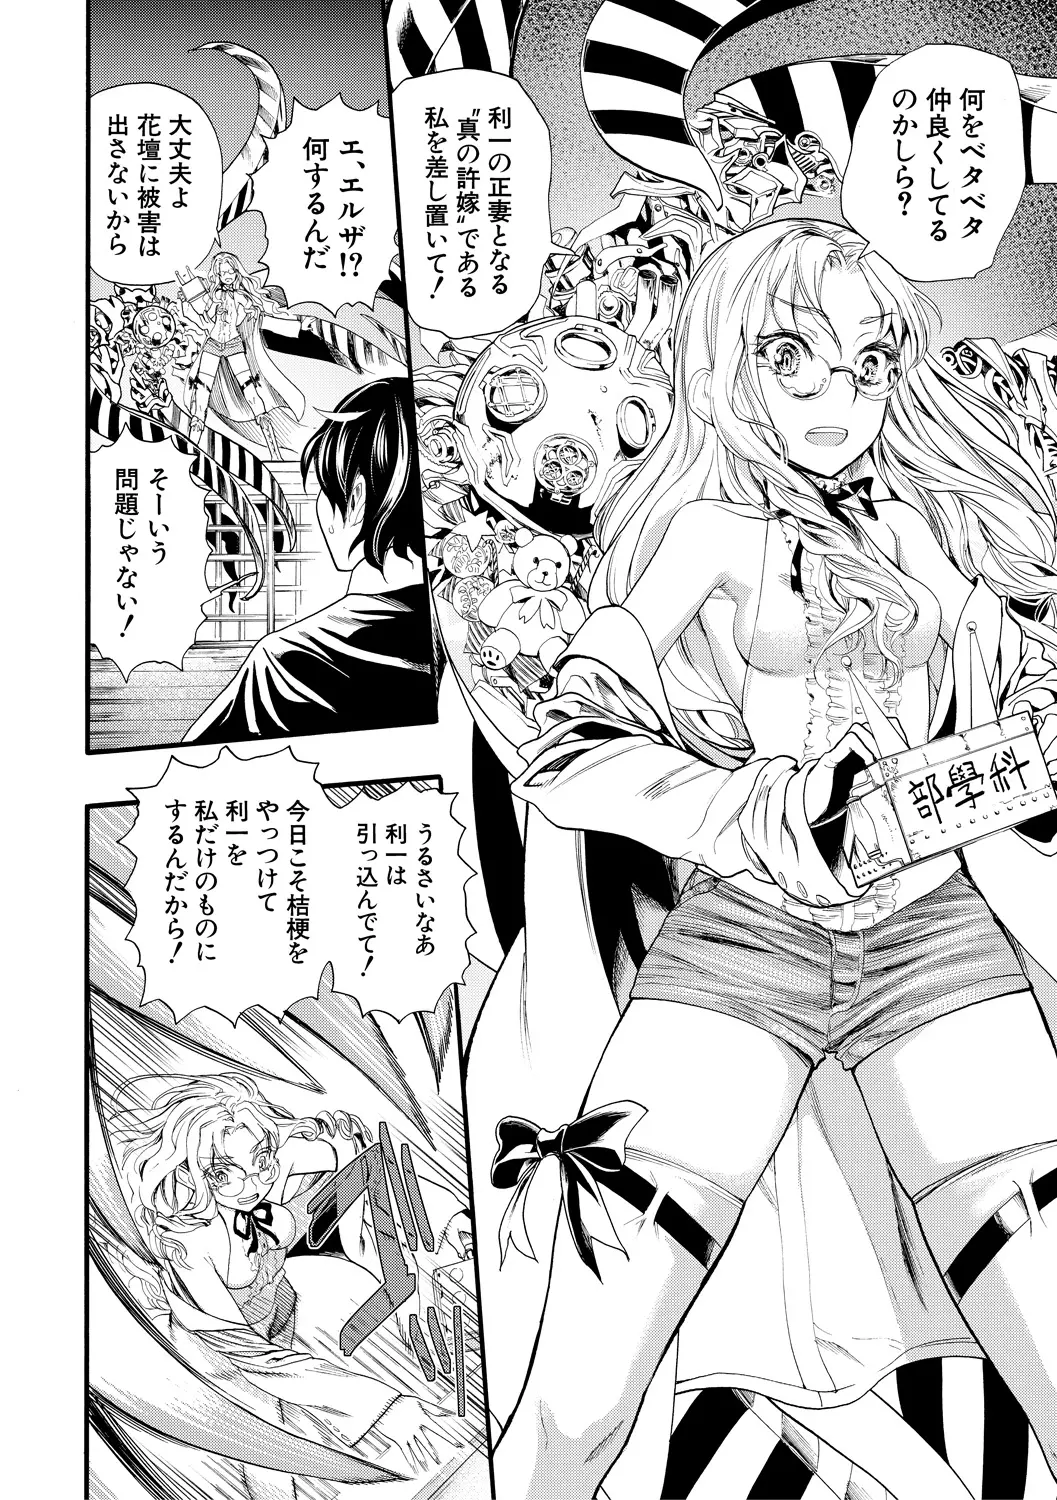 何をベタベタ
仲良くしてる
のかしら？
利一の正妻となる
"真の許嫁"である
私を差し置いて！
科學部
エ、エルザ!?
何するんだ
大丈夫よ
花壇に被害は
出さないから
そーいう
問題じゃない！
うるさいなあ
利一は
引っ込んでて！
今日こそ桔梗を
やっつけて
利一を
私だけのものに
するんだから！